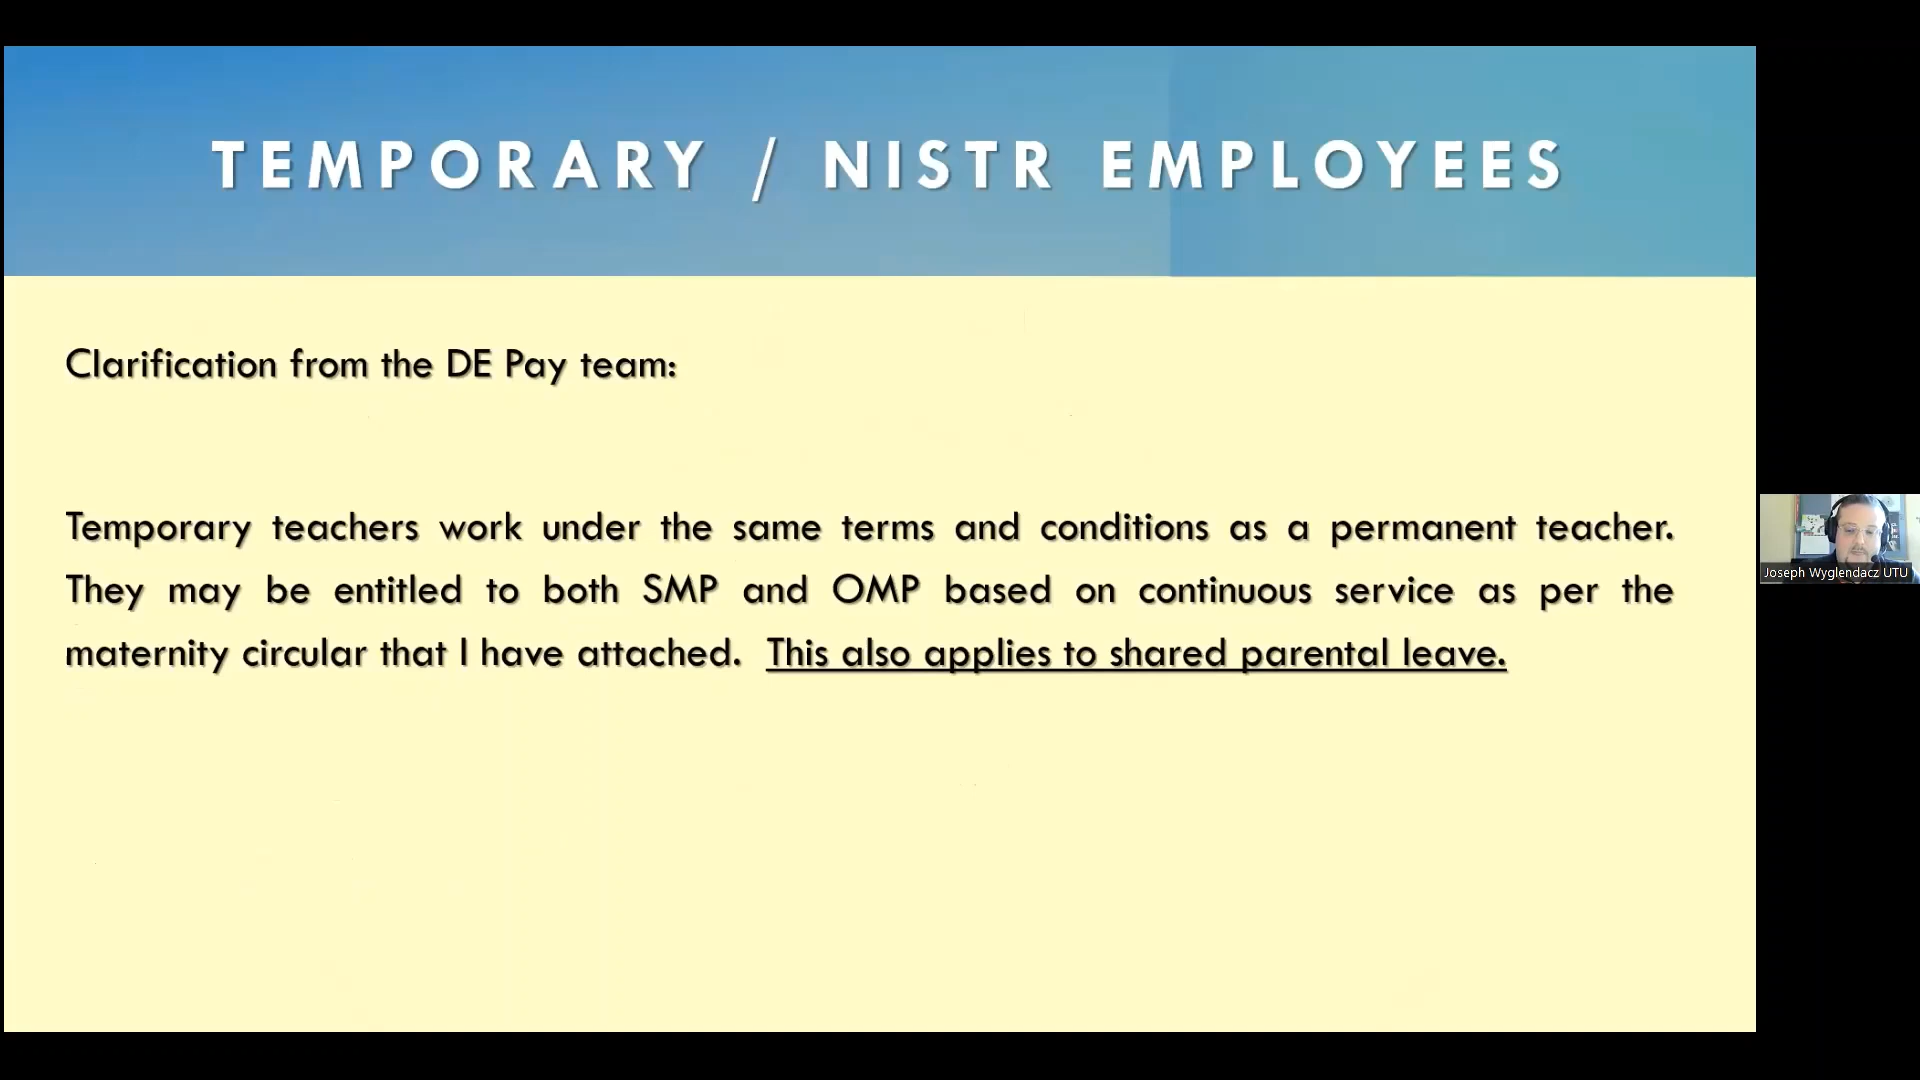 TEMPORARY / NISTR EMPLOYEES
Clarification from the DE Pay team:
Temporary teachers work under the same terms and conditions as a permanent teacher.
They may be entitled to both SMP and OMP based on continuous service as per the
maternity circular that I have attached. This also applies to shared parental leave.
Joseph Wyglendacz UTU